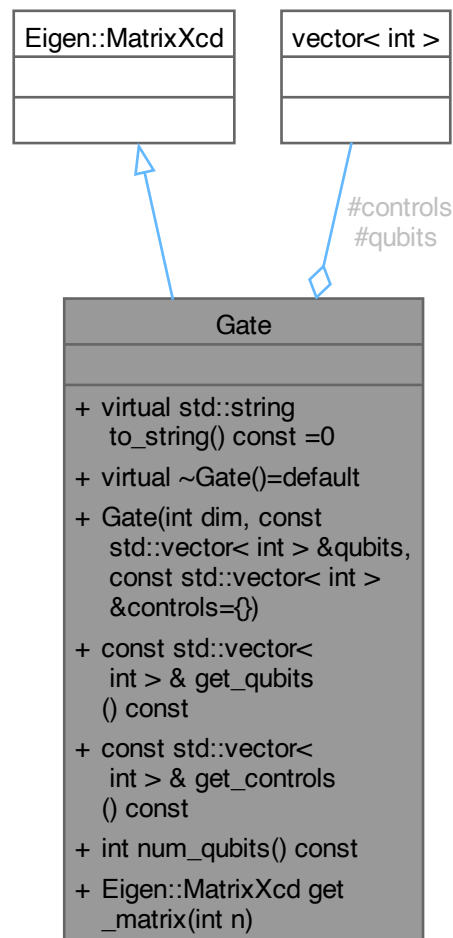 Eigen::MatrixXcd
vector< int >
#controls
#qubits
Gate
+ virtual std::string
to_string() const =0
+ virtual ~Gate()=default
+ Gate(int dim, const
std::vector< int > &qubits,
const std::vector< int >
&controls={})
+ const std::vector<
int > & get_qubits
() const
+ const std::vector<
int > & get_controls
() const
+ int num_qubits() const
+ Eigen::MatrixXcd get
_matrix(int n)